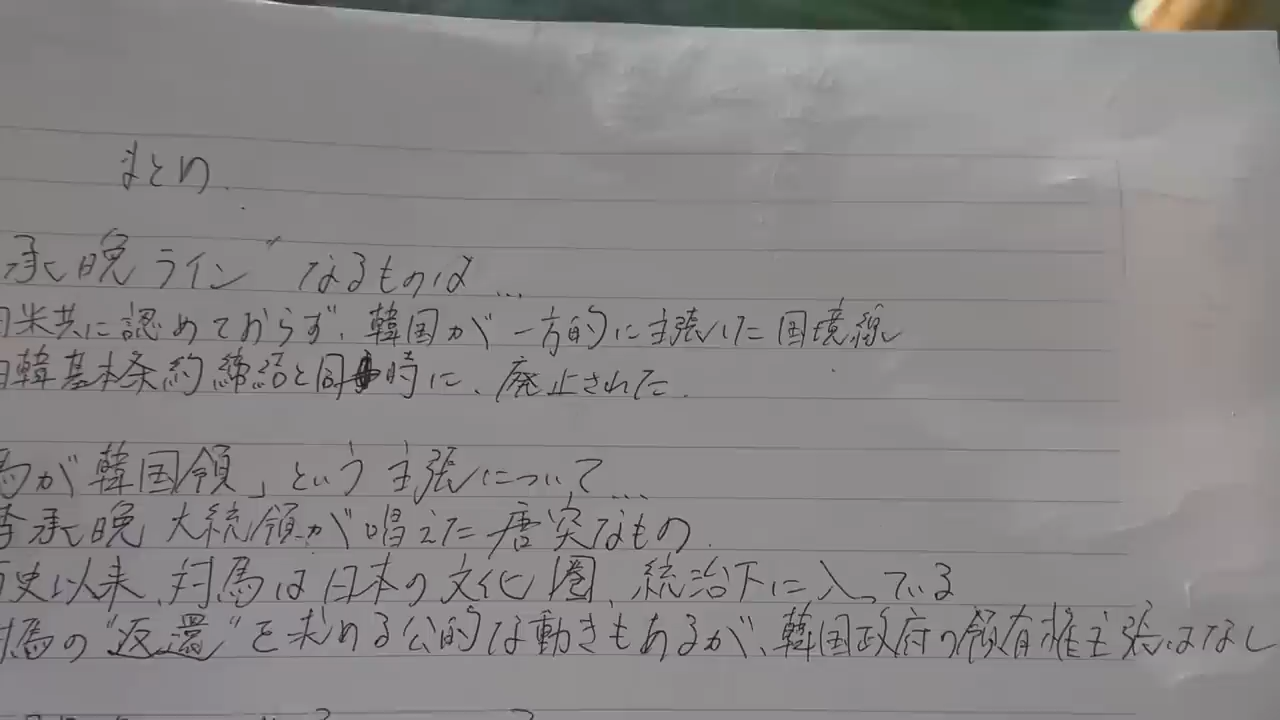 まとめ.
承晩ライン”なるものは…
日米共に認めておらず、韓国が一方的に主張した国境線
日韓基本条約締結と同時に、廃止された.
馬が韓国領」という主張について…
李承晩大統領が唱えた唐突なもの.
史以来、対馬は日本の文化圏、統治下に入っている
対馬の“返還”を求める公的な動きもあるが、韓国政府の領有権主張はなし